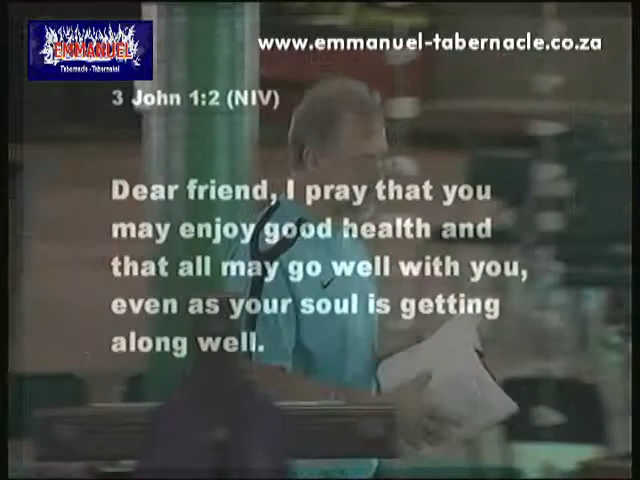 EMMANUEL
Tabernacle - Tabernakel
www.emmanuel-tabernacle.co.za
3 John 1:2 (NIV)
Dear friend, I pray that you
may enjoy good health and
that all may go well with you,
even as your soul is getting
along well.